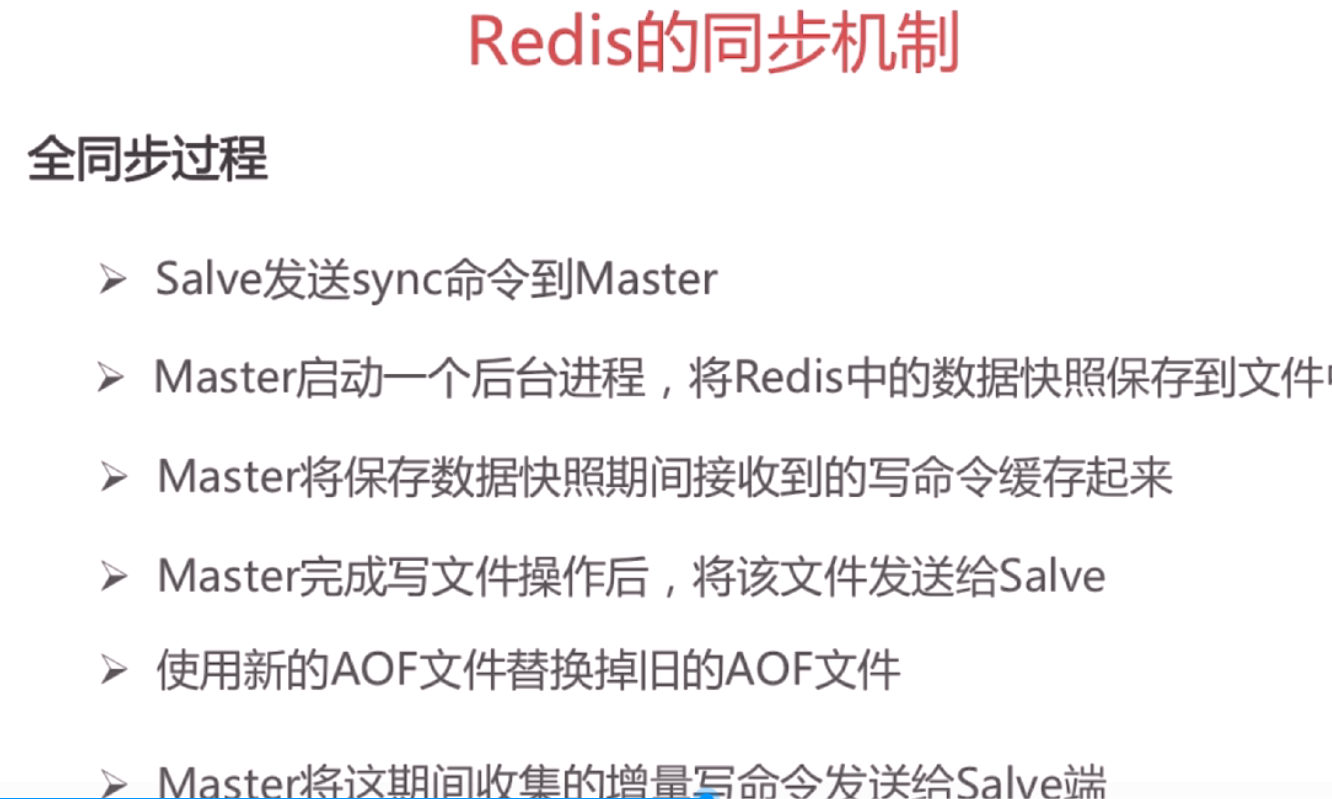 Redis的同步机制
全同步过程
Salve发送sync命令到Master
Master启动一个后台进程，将Redis中的数据快照保存到文件
Master将保存数据快照期间接收到的写命令缓存起来
Master完成写文件操作后，将该文件发送给Salve
使用新的AOF文件替换掉旧的AOF文件
Master将这期间收集的增量写命令发送给Salve端